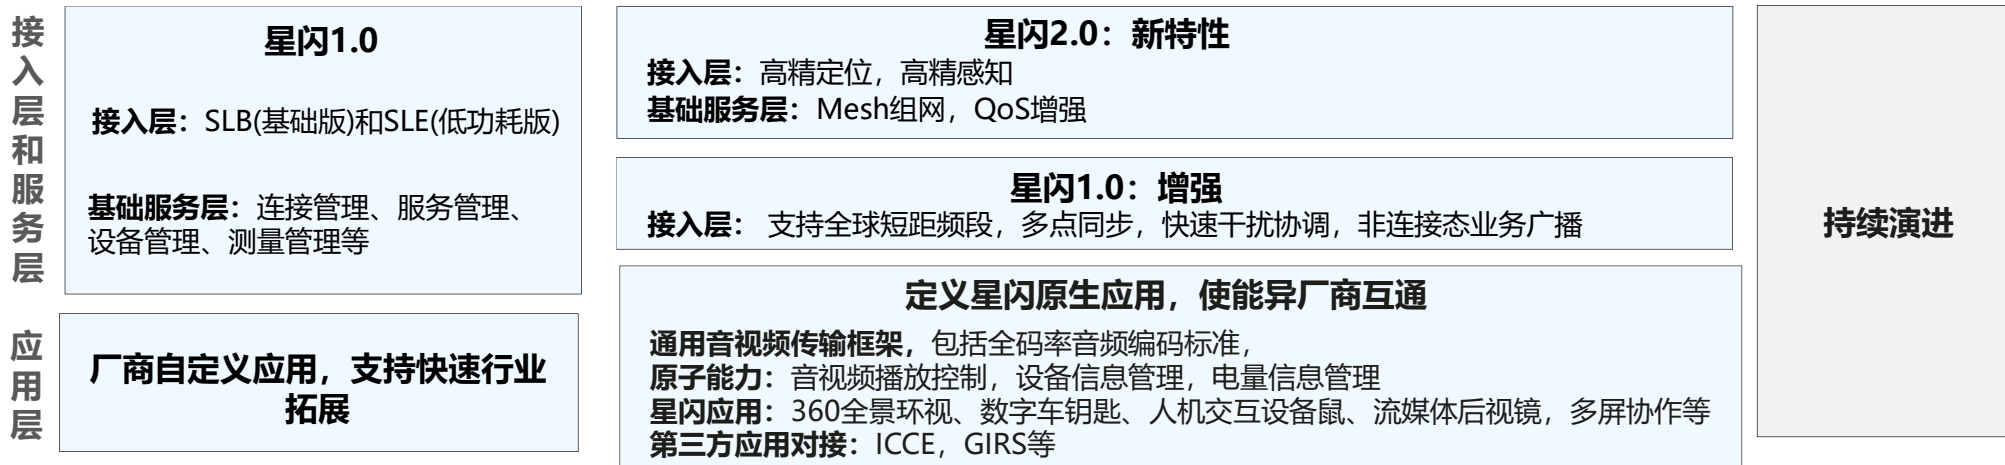 接入层和服务层
星闪1.0
接入层：SLB(基础版)和SLE(低功耗版)
基础服务层：连接管理、服务管理、
设备管理、测量管理等
星闪2.0：新特性
接入层：高精定位，高精感知
基础服务层：Mesh组网，QoS增强
星闪1.0：增强
接入层： 支持全球短距频段，多点同步，快速干扰协调，非连接态业务广播
持续演进
应用层
厂商自定义应用，支持快速行业
拓展
定义星闪原生应用，使能异厂商互通
通用音视频传输框架，包括全码率音频编码标准，
原子能力：音视频播放控制，设备信息管理，电量信息管理
星闪应用：360全景环视、数字车钥匙、人机交互设备鼠、流媒体后视镜，多屏协作等
第三方应用对接：ICCE，GIRS等